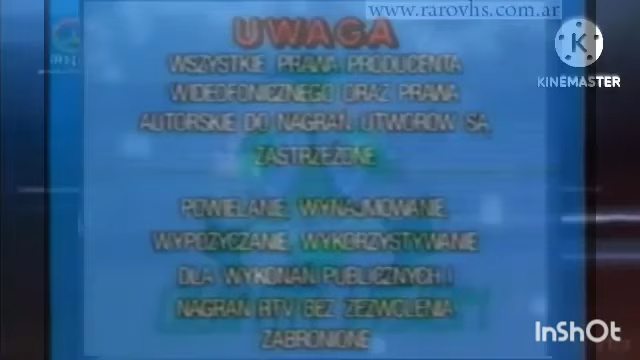 www.rarovhs.com.ar
UWAGA
WSZYSTKIE PRAWA PRODUCENTA
WIDEOFONICZNEGO ORAZ PRAWA
AUTORSKIE DO NAGRAŃ UTWORÓW SĄ
ZASTRZEŻONE
POWIELANIE, WYNAJMOWANIE,
WYPOŻYCZANIE WYKORZYSTYWANIE
DLA WYKONAŃ PUBLICZNYCH I
NAGRAŃ RTV BEZ ZEZWOLENIA
ZABRONIONE
KINEMASTER
InShOt